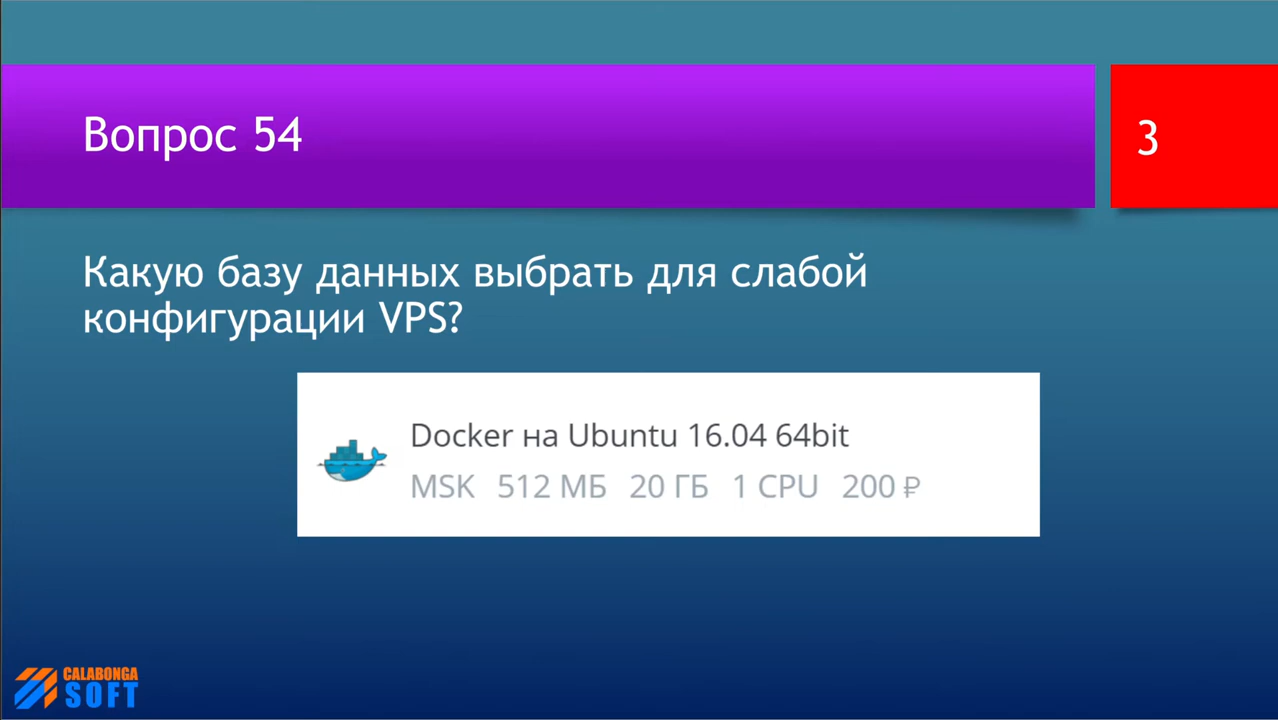 Вопрос 54
3
Какую базу данных выбрать для слабой
конфигурации VPS?
Docker на Ubuntu 16.04 64bit
MSK 512 МБ 20 ГБ 1 CPU 200 ₽
CALABONGA
SOFT